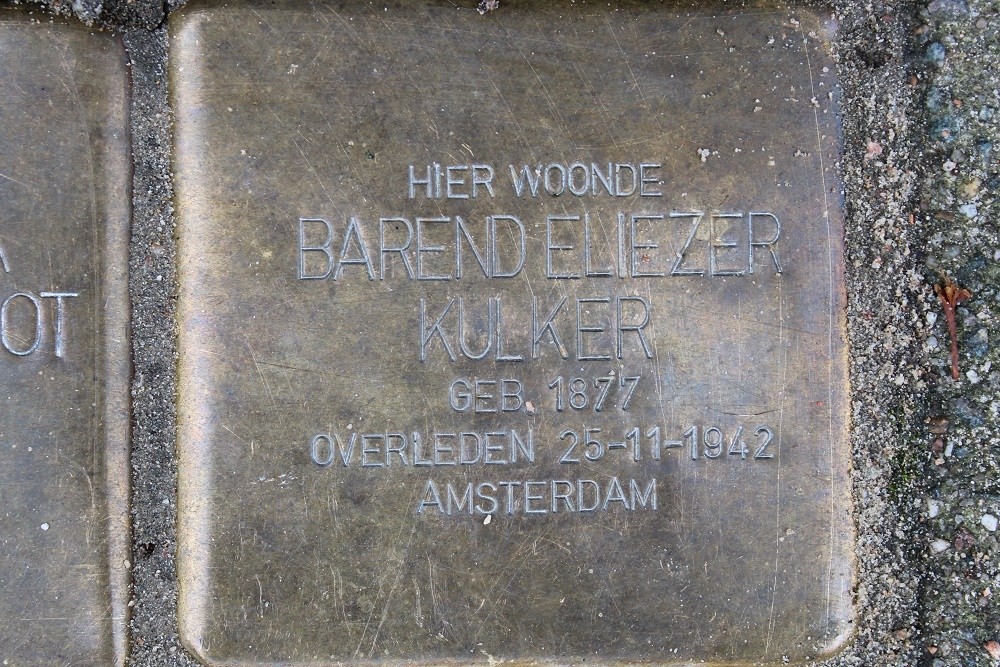 HIER WOONDE
BAREND ELIEZER
KULKER
GEB. 1877
OVERLEDEN 25-11-1942
AMSTERDAM